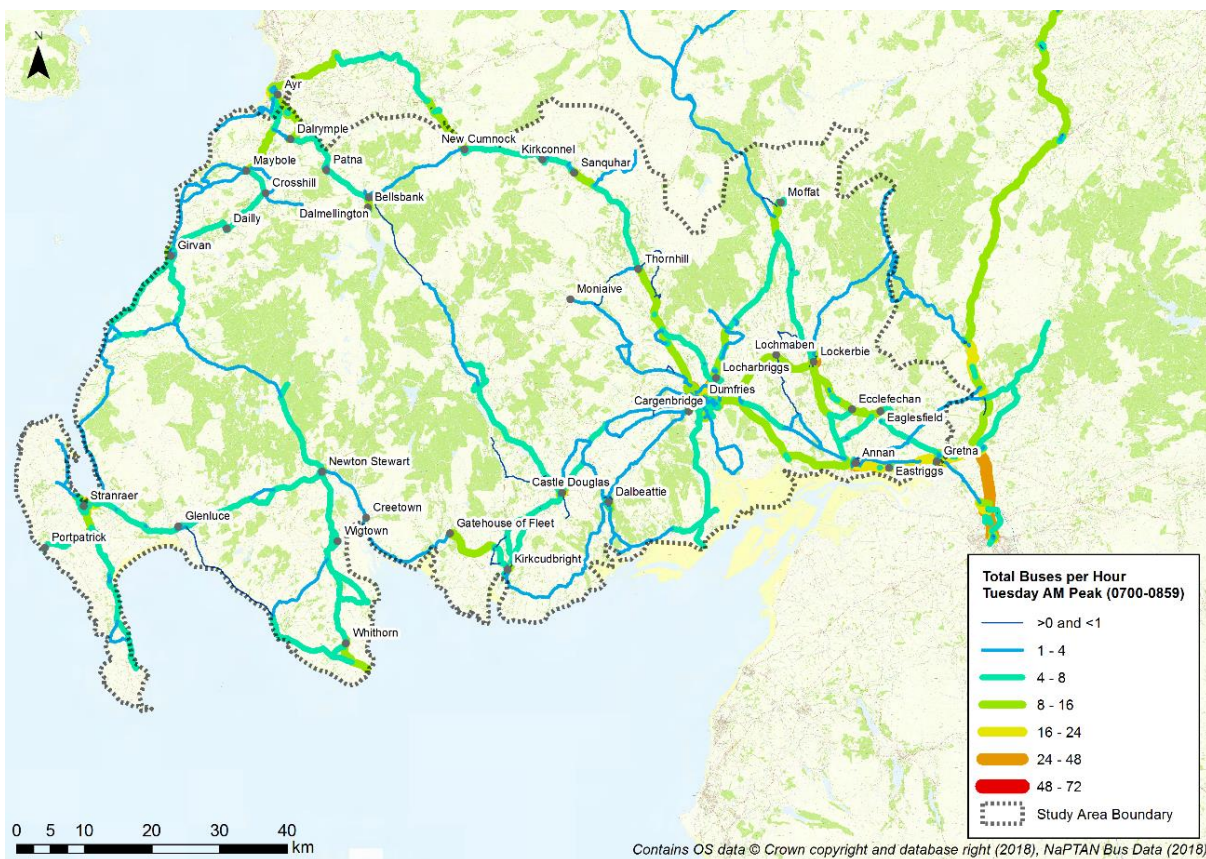 N
Ayr
Dalrymple
New Cumnock
Kirkconnel
Maybole
Patna
Sanquhar
Crosshill
Bellsbank
Moffat
Dailly
Dalmellington
Girvan
Thornhill
Moniaive
Lochmaben
Lockerbie
Locharbriggs
Dumfries
Cargenbridge
Ecclefechan
Eaglesfield
Annan
Gretna
Eastriggs
Newton Stewart
Castle Douglas
Dalbeattie
Stranraer
Creetown
Glenluce
Wigtown
Gatehouse of Fleet
Portpatrick
Kirkcudbright
Whithorn
Total Buses per Hour
Tuesday AM Peak (0700-0859)
>0 and <1
1 - 4
4 - 8
8 - 16
16 - 24
24 - 48
48 - 72
Study Area Boundary
0 5 10 20 30 40
km
Contains OS data © Crown copyright and database right (2018), NaPTAN Bus Data (2018)